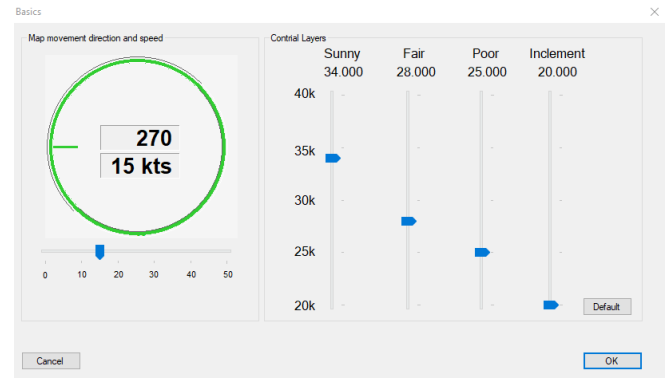 Basics
Map movement direction and speed
270
15 kts
0 10 20 30 40 50
Contrial Layers
Sunny Fair Poor Inclement
34.000 28.000 25.000 20.000
40k
35k
30k
25k
20k
Default
Cancel
OK